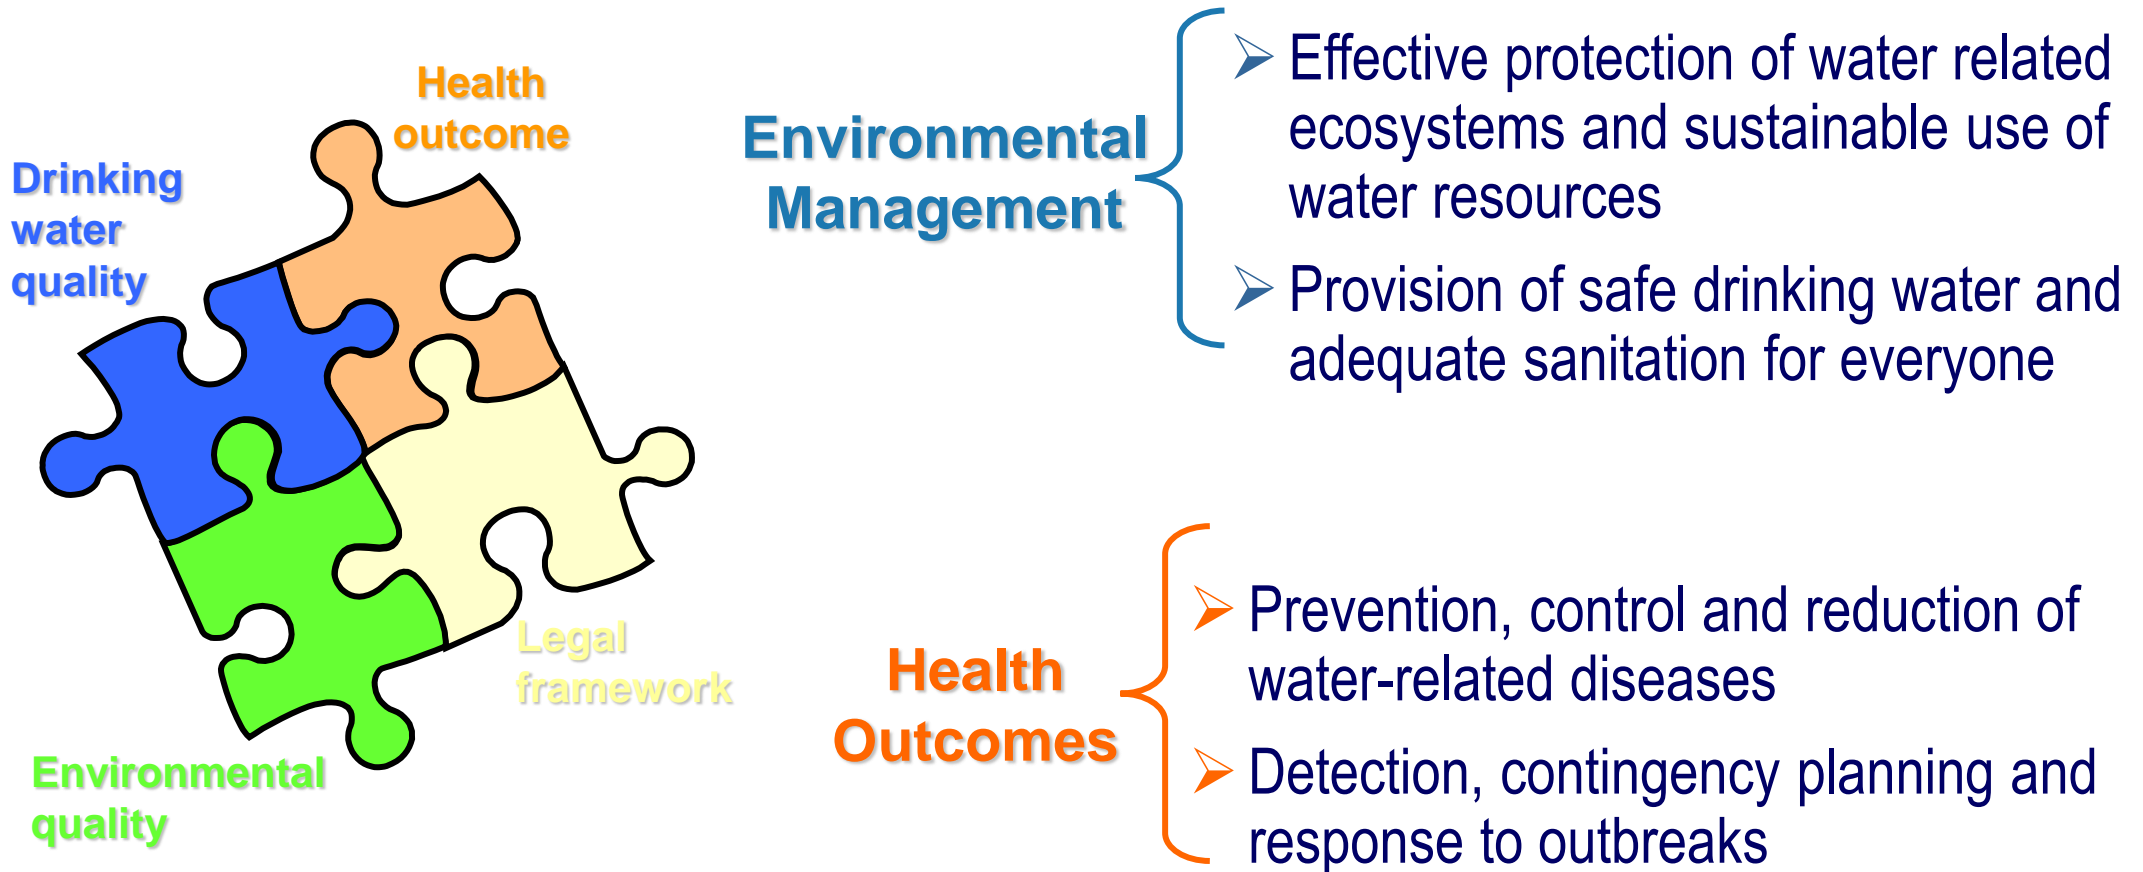 Health
outcome
Drinking
water
quality
Legal
framework
Environmental
quality
Environmental
Management
Effective protection of water related
ecosystems and sustainable use of
water resources
Provision of safe drinking water and
adequate sanitation for everyone
Health
Outcomes
Prevention, control and reduction of
water-related diseases
Detection, contingency planning and
response to outbreaks